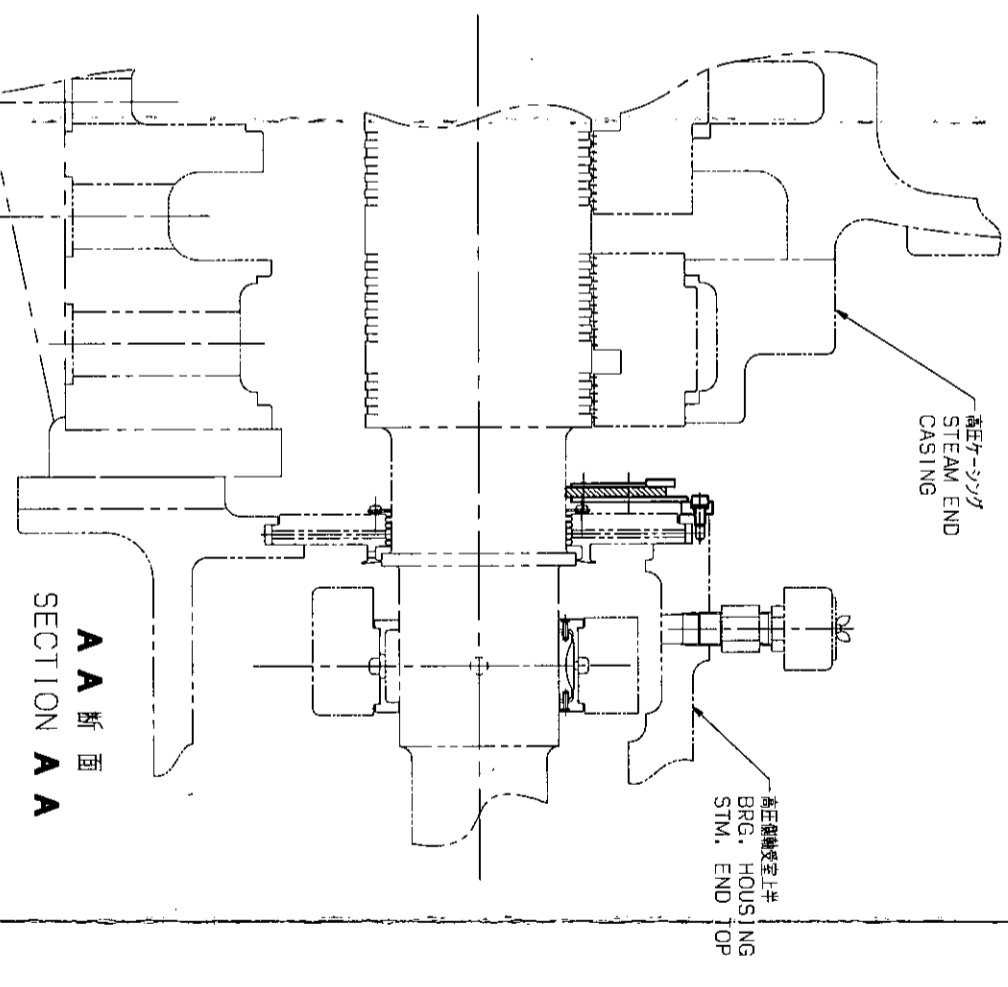 高圧ケーシング
STEAM END
CASING
高圧側軸受室上半
BRG. HOUSING
STM. END TOP
A A 断面
SECTION A A